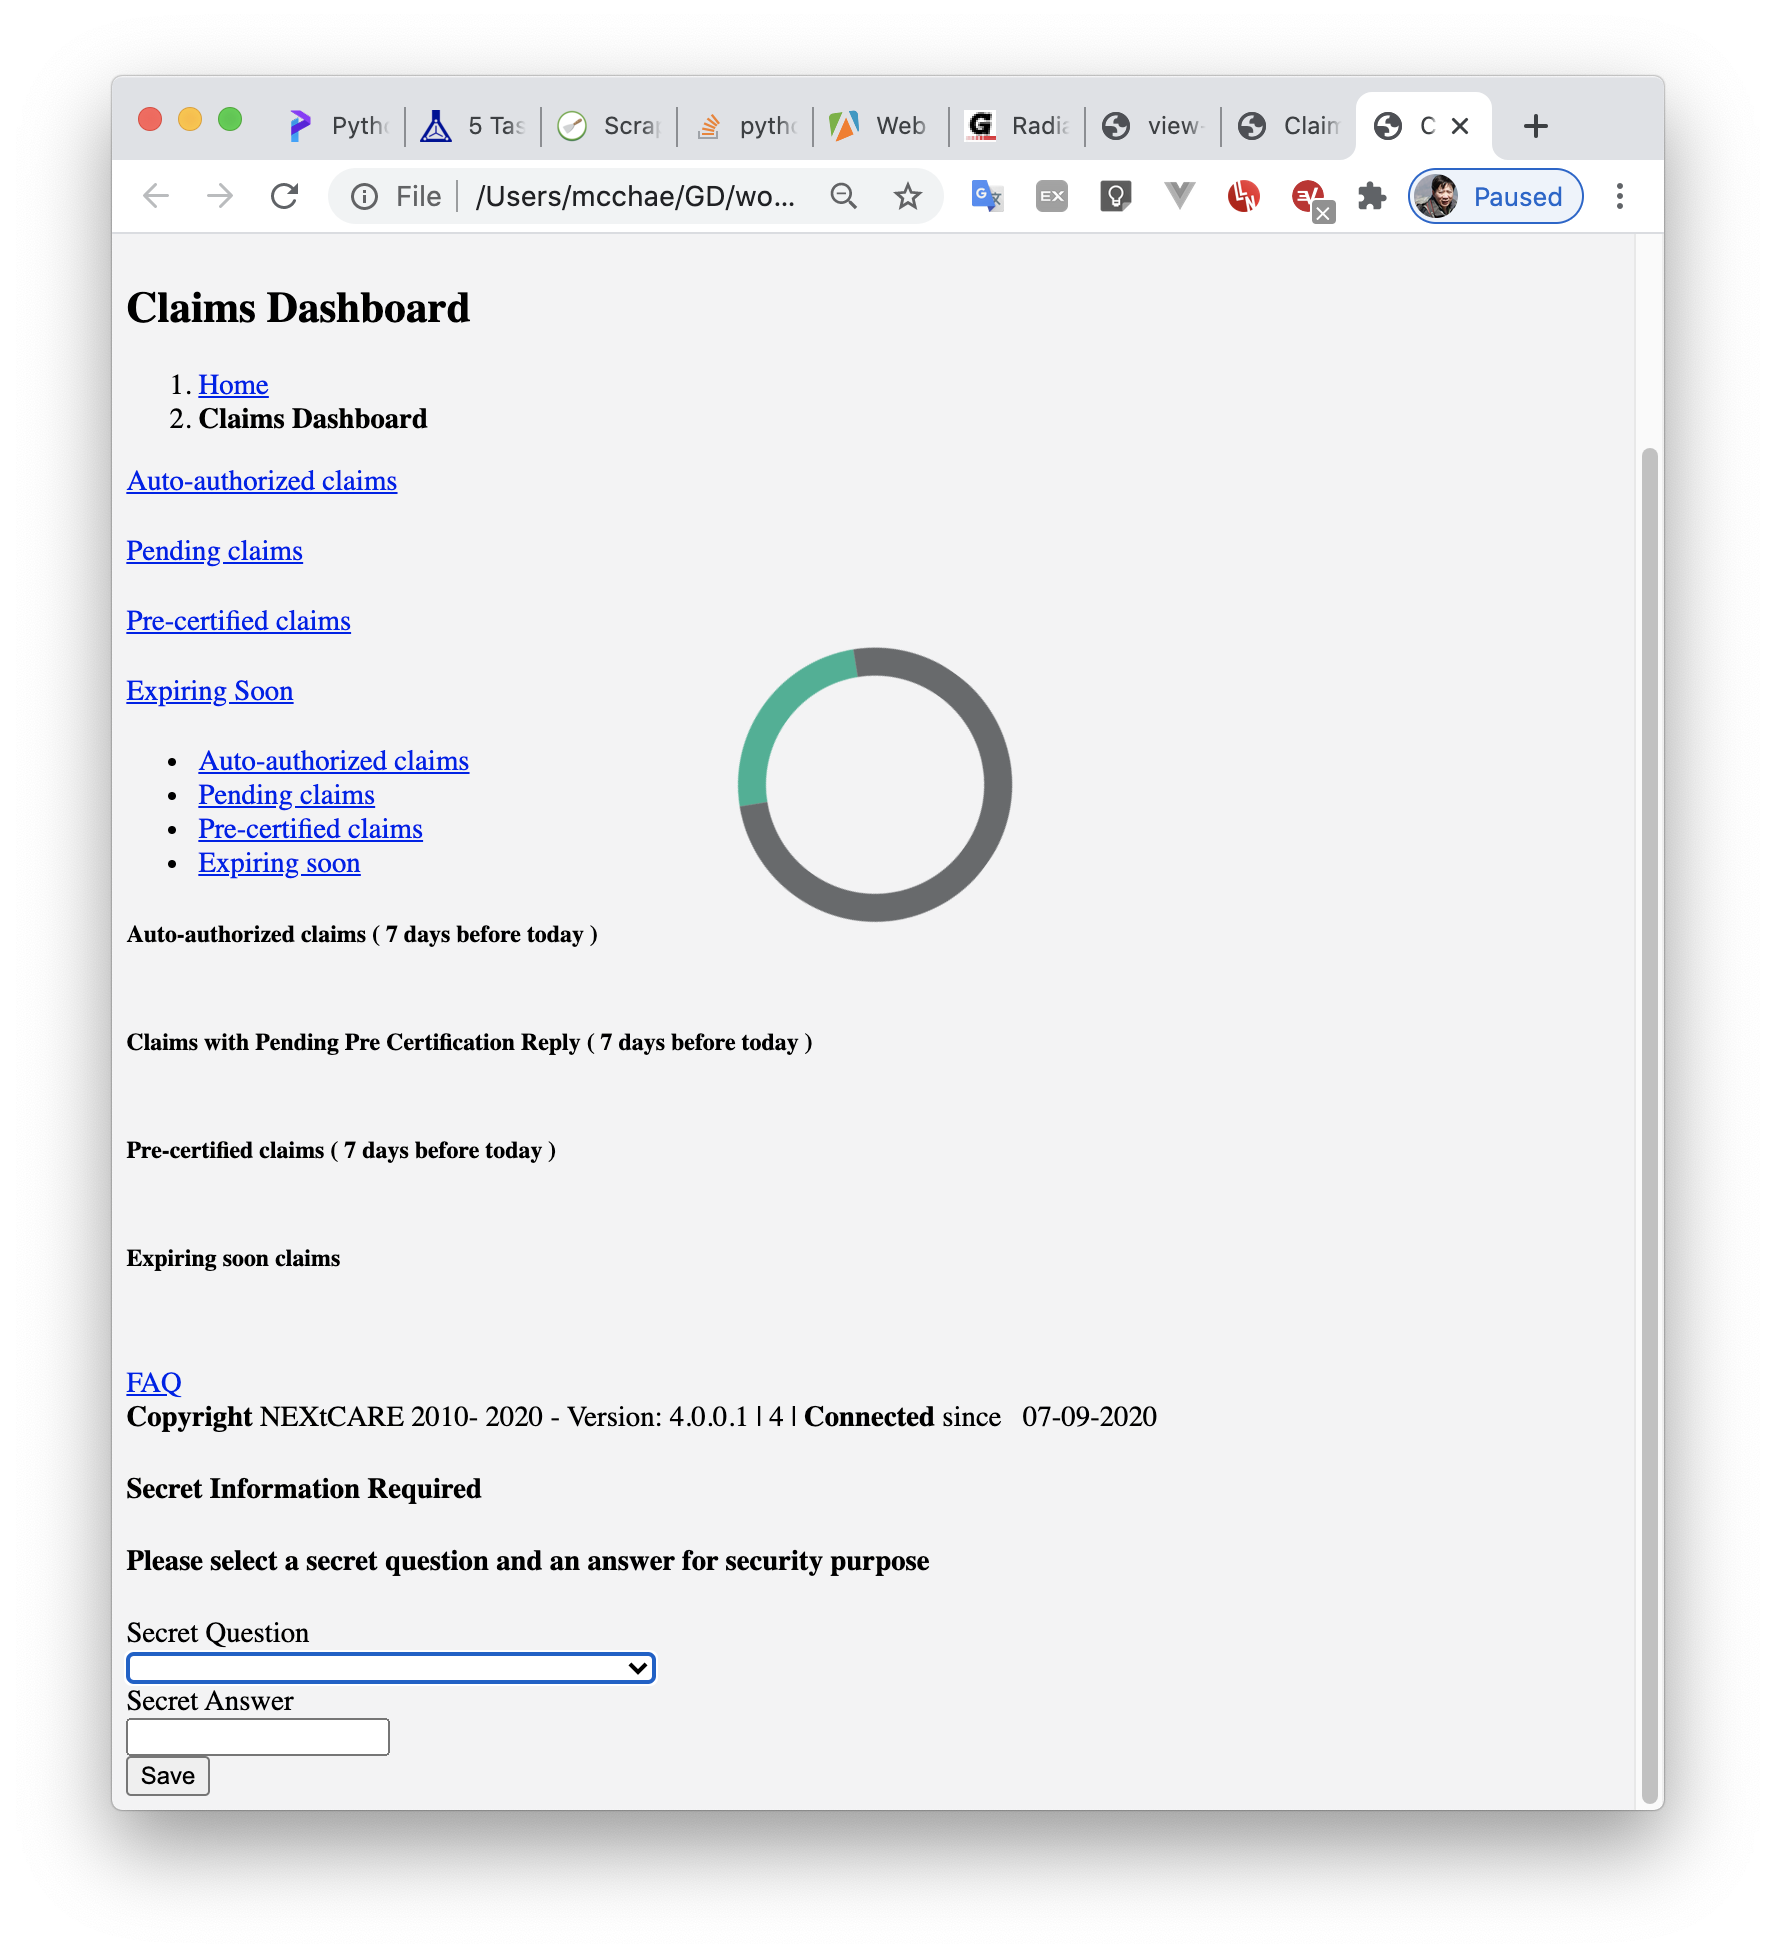 Pyth
5 Tas
Scrap
pytho
Web
Radia
view-
Claim
C
File
/Users/mcchae/GD/wo...
EX
Paused
Claims Dashboard
1. Home
2. Claims Dashboard
Auto-authorized claims
Pending claims
Pre-certified claims
Expiring Soon
• Auto-authorized claims
• Pending claims
• Pre-certified claims
• Expiring soon
Auto-authorized claims ( 7 days before today )
Claims with Pending Pre Certification Reply ( 7 days before today )
Pre-certified claims ( 7 days before today )
Expiring soon claims
FAQ
Copyright NEXtCARE 2010- 2020 - Version: 4.0.0.1 | 4 | Connected since 07-09-2020
Secret Information Required
Please select a secret question and an answer for security purpose
Secret Question
Secret Answer
Save